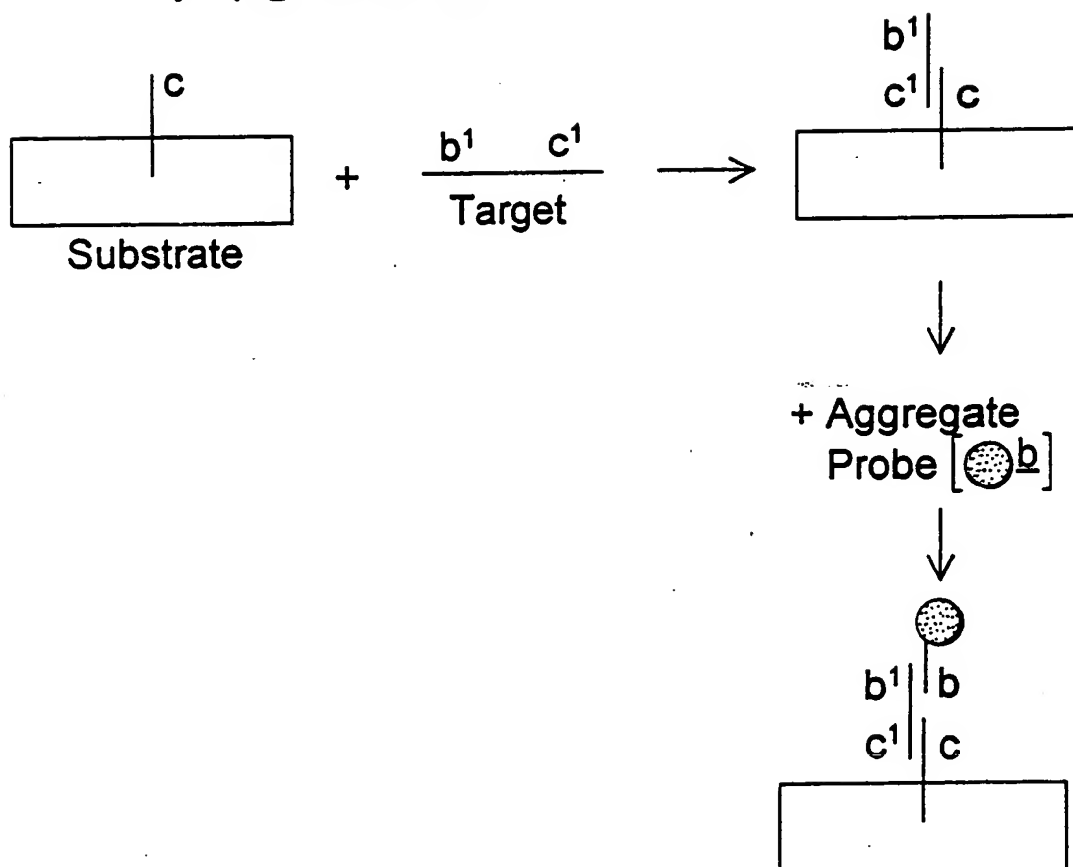 c
Substrate
+
b¹ c¹
Target
b¹
c¹ c
+ Aggregate
Probe [b]
b¹ b
c¹ c